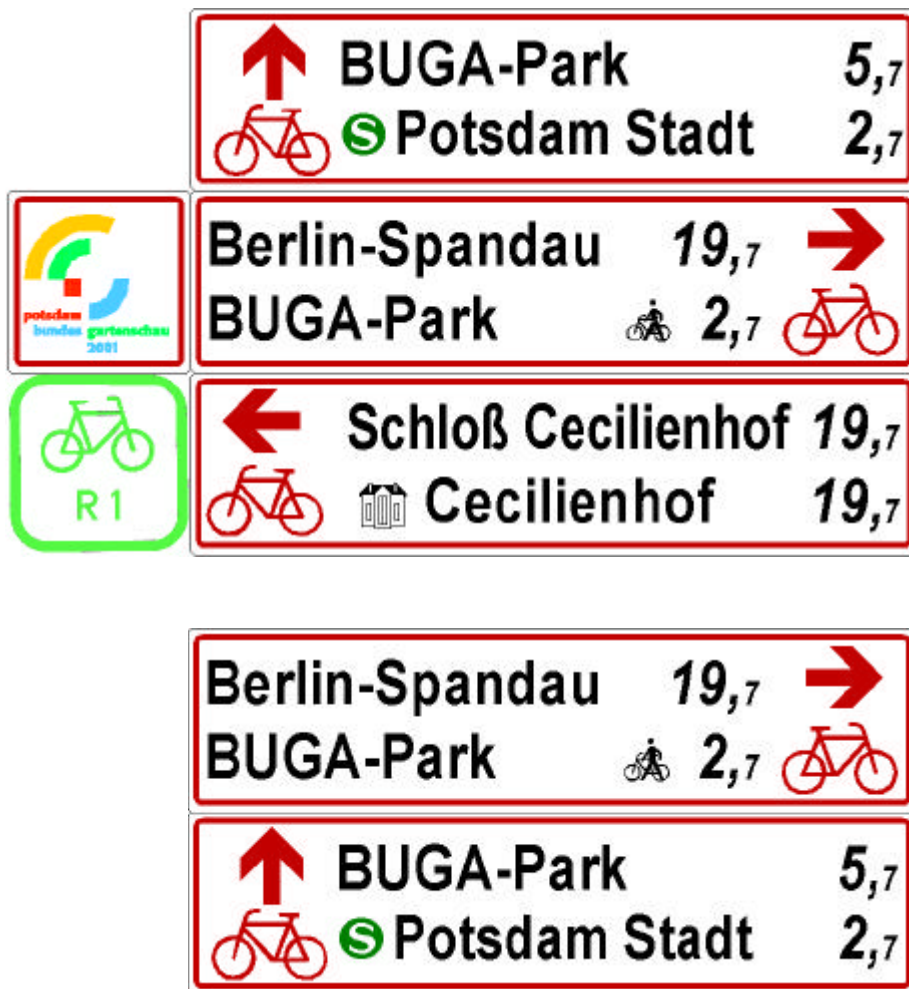 BUGA-Park 5,7
S Potsdam Stadt 2,7
potsdam
bundes gartenschau
2001
Berlin-Spandau 19,7
BUGA-Park 2,7
R1
Schloß Cecilienhof 19,7
Cecilienhof 19,7
Berlin-Spandau 19,7
BUGA-Park 2,7
BUGA-Park 5,7
S Potsdam Stadt 2,7